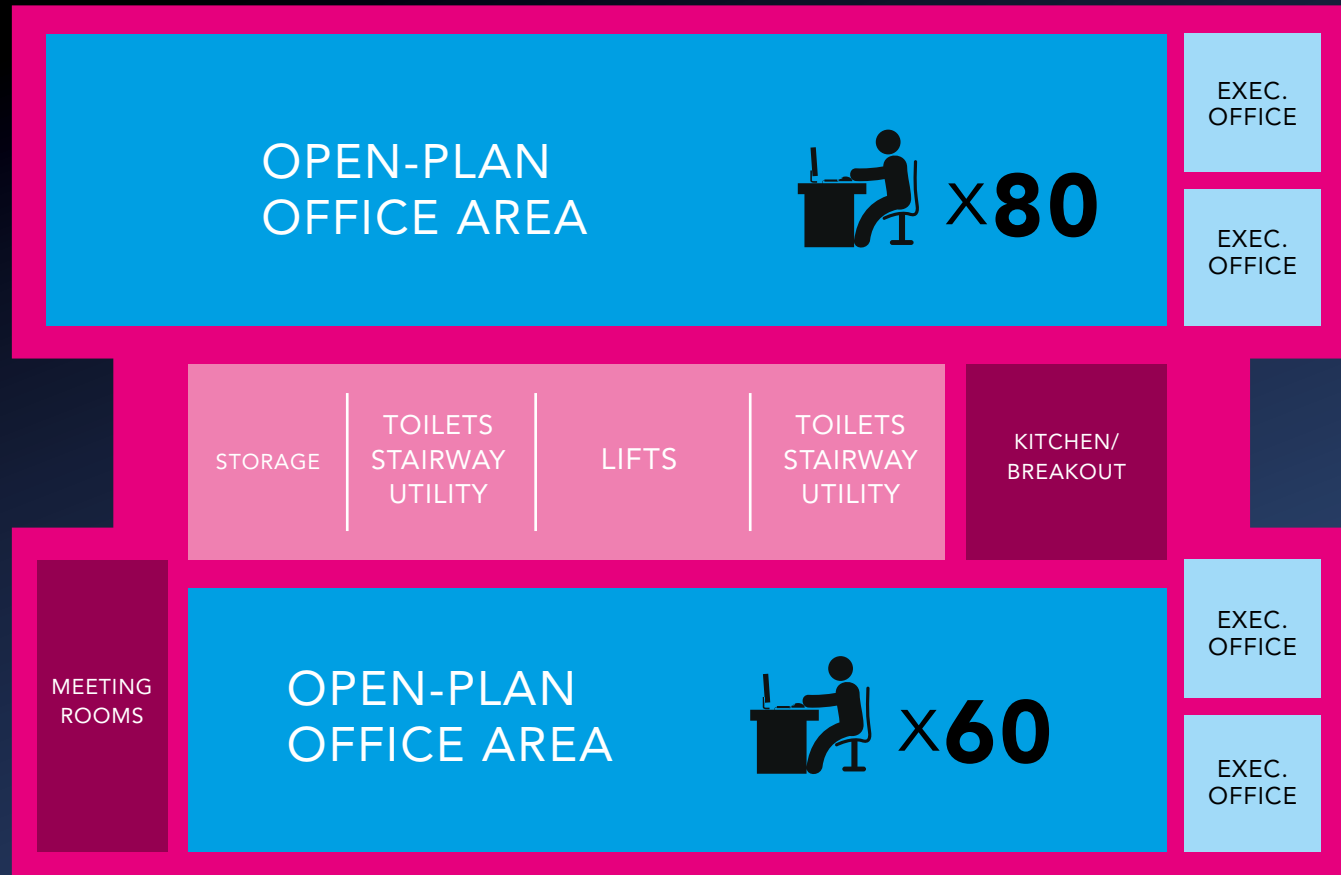 OPEN-PLAN
OFFICE AREA
X80
EXEC.
OFFICE
EXEC.
OFFICE
STORAGE
TOILETS
STAIRWAY
UTILITY
LIFTS
TOILETS
STAIRWAY
UTILITY
KITCHEN/
BREAKOUT
MEETING
ROOMS
OPEN-PLAN
OFFICE AREA
X60
EXEC.
OFFICE
EXEC.
OFFICE